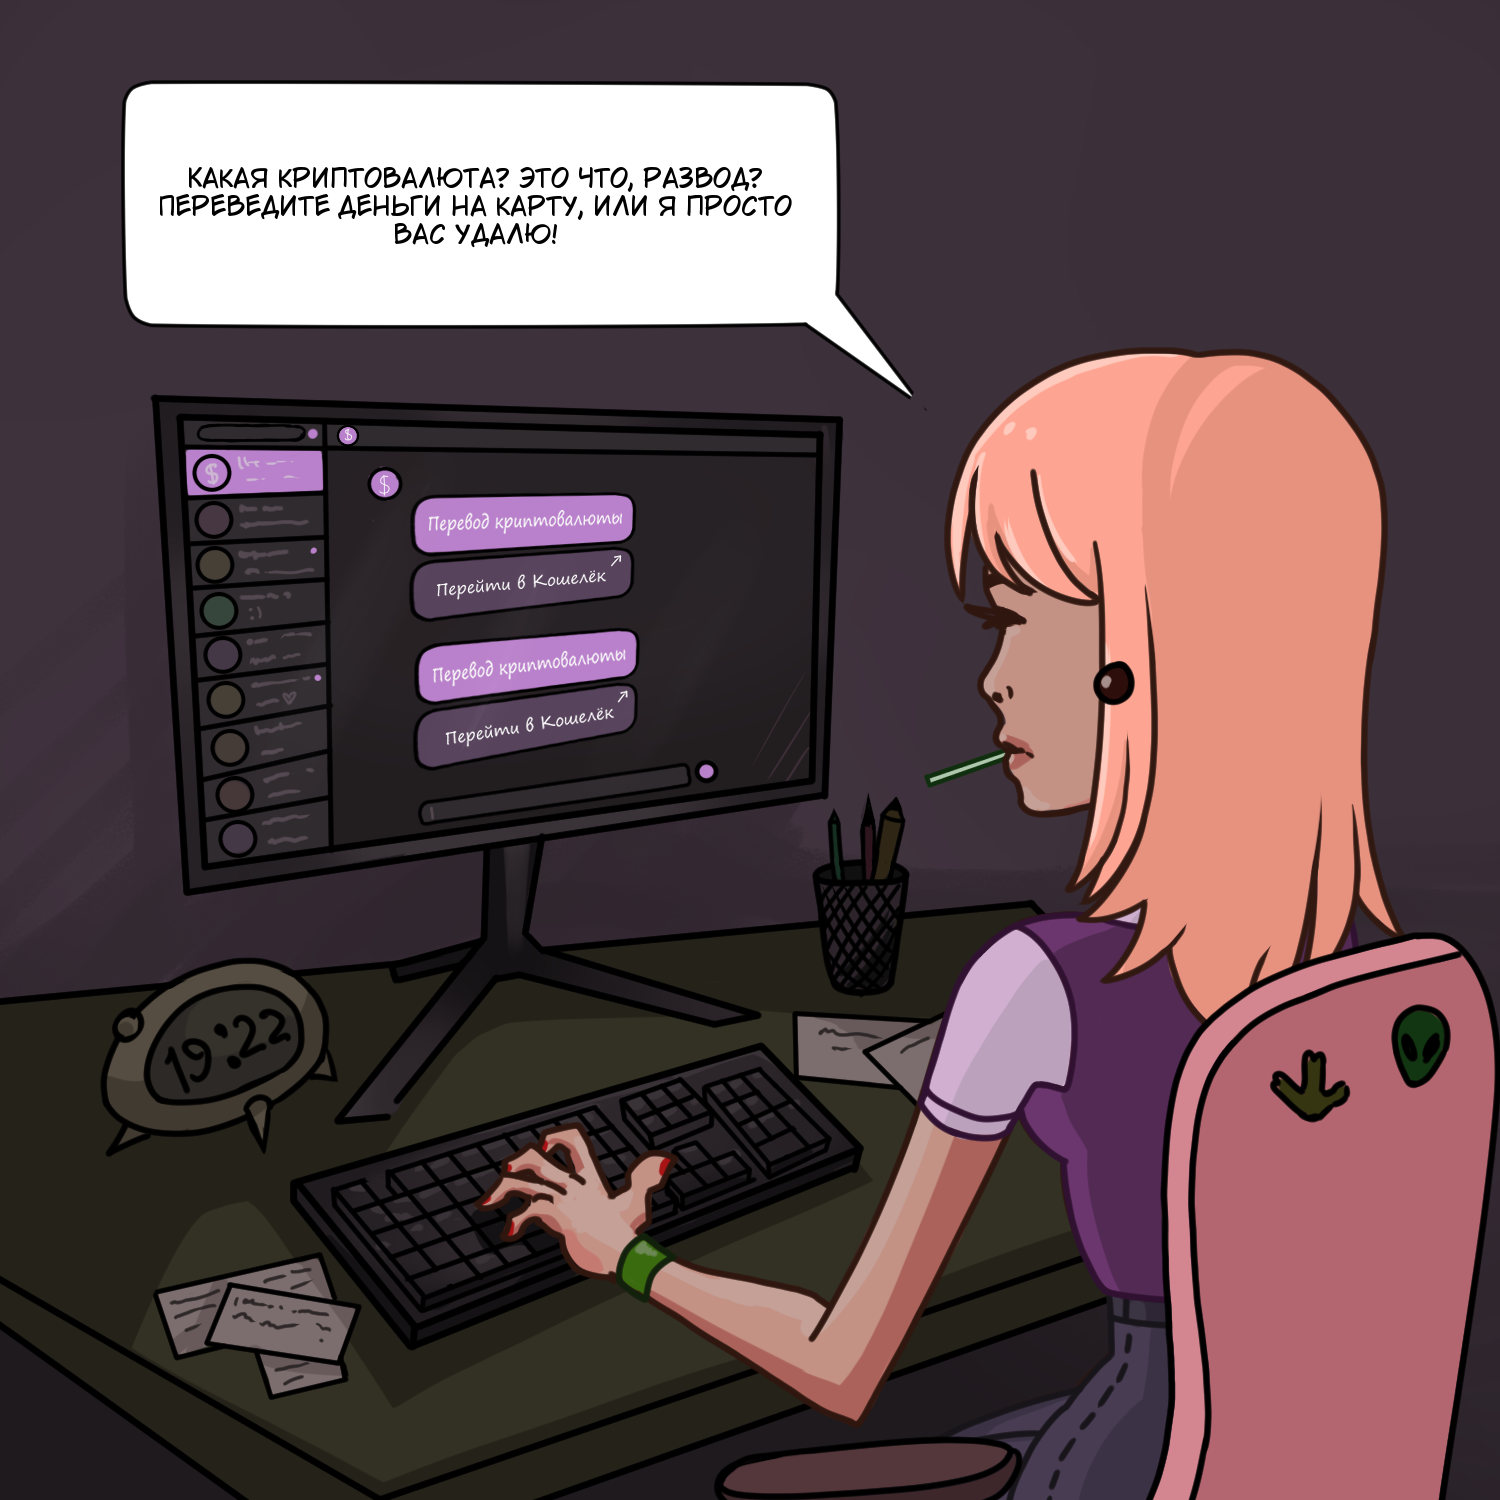 КАКАЯ КРИПТОВАЛЮТА? ЭТО ЧТО, РАЗВОД?
ПЕРЕВЕДИТЕ ДЕНЬГИ НА КАРТУ, ИЛИ Я ПРОСТО
ВАС УДАЛЮ!
$
$
$
Перевод криптовалюты
Перейти в Кошелёк
:)
Перевод криптовалюты
Перейти в Кошелёк
19:22